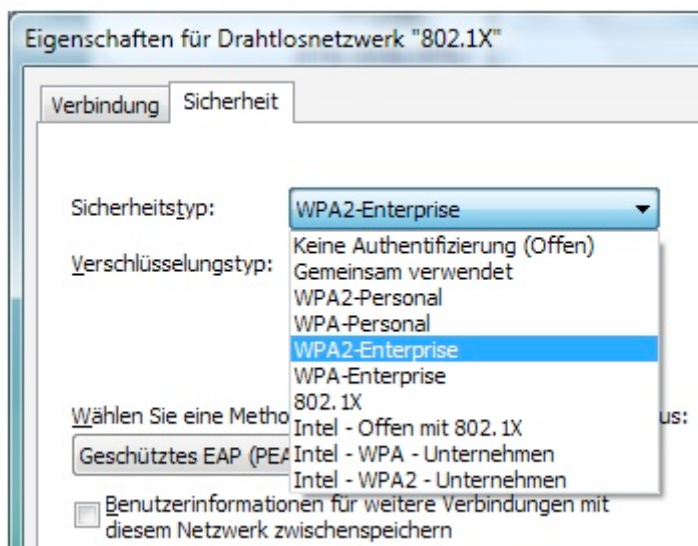 Eigenschaften für Drahtlosnetzwerk "802.1X"
Verbindung Sicherheit
Sicherheitstyp: WPA2-Enterprise
Keine Authentifizierung (Offen)
Verschlüsselungstyp: Gemeinsam verwendet
WPA2-Personal
WPA-Personal
WPA2-Enterprise
WPA-Enterprise
802.1X
Wählen Sie eine Metho us:
Intel - Offen mit 802.1X
Geschütztes EAP (PEA
Intel - WPA - Unternehmen
Intel - WPA2 - Unternehmen
Benutzerinformationen für weitere Verbindungen mit
diesem Netzwerk zwischenspeichern